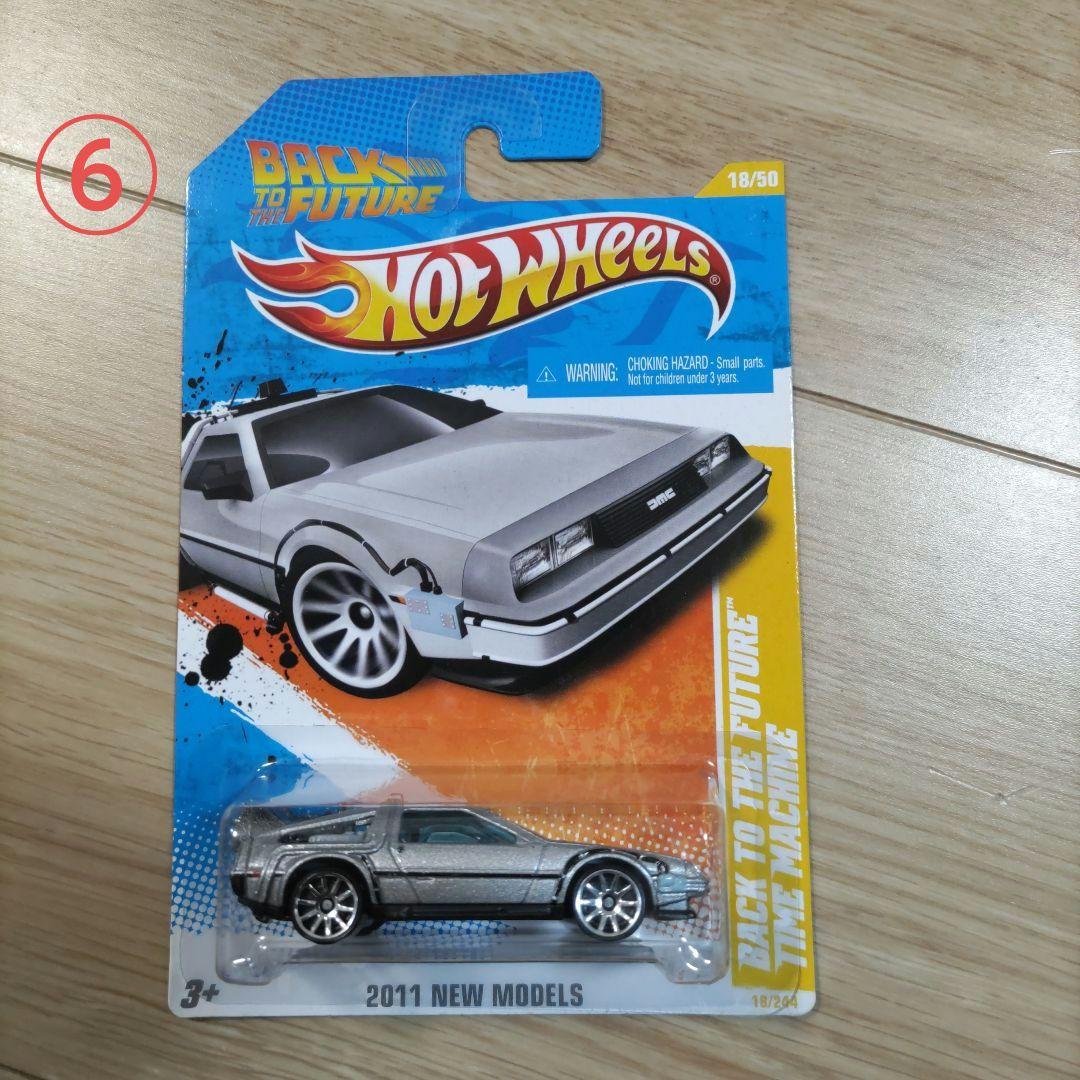 ⑥
BACK
TO
THE FUTURE
18/50
HOT WHEELS®
WARNING.
CHOKING HAZARD - Small parts.
Not for children under 3 years.
DMC
BACK TO THE FUTURE™
TIME MACHINE
3+
2011 NEW MODELS
18/244